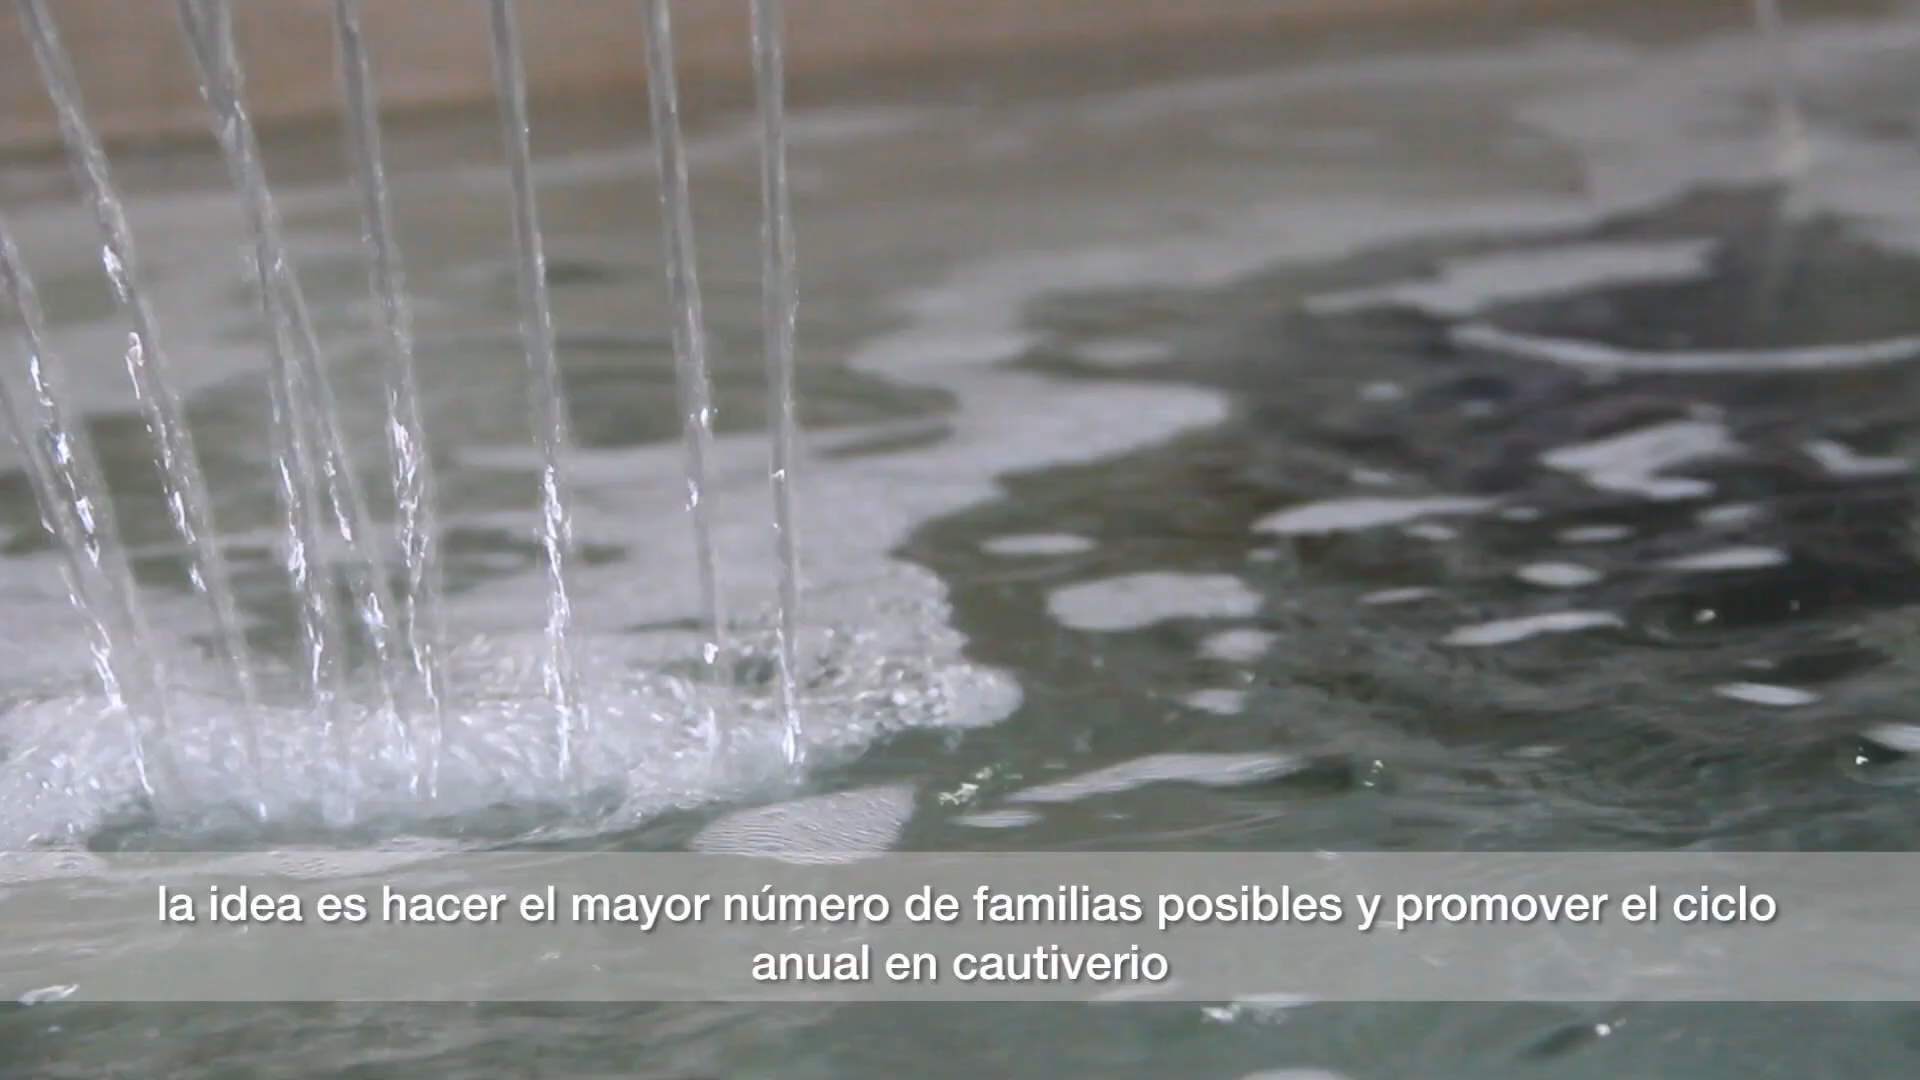 la idea es hacer el mayor número de familias posibles y promover el ciclo
anual en cautiverio